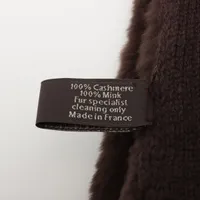 100% Cashmere
100% Mink
Fur specialist
cleaning only
Made in France